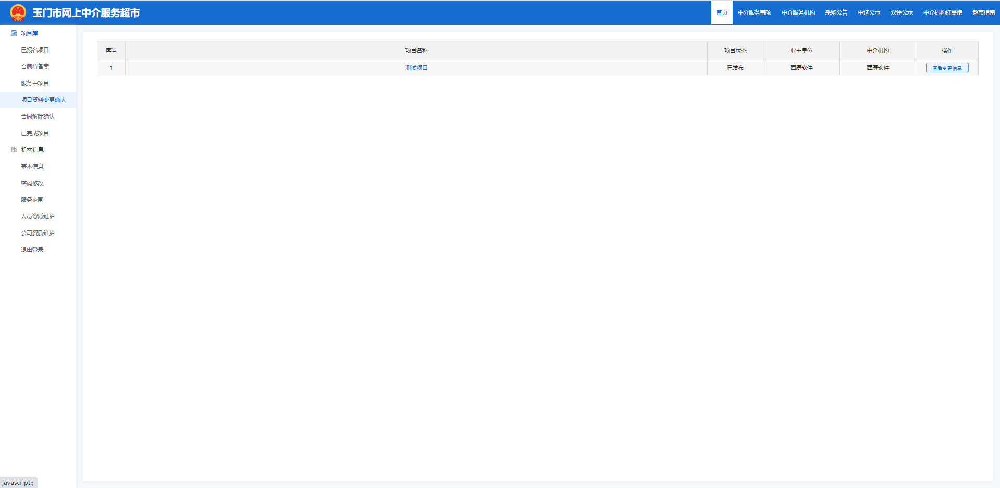 玉门市网上中介服务超市
首页 中介服务事项 中介服务机构 采购公告 中选公示 双评公示 中介机构红黑榜 超市指南
项目库
已报名项目
合同待备案
服务中项目
项目资料变更确认
合同解除确认
已完成项目
机构信息
基本信息
密码修改
服务范围
人员资质维护
公司资质维护
退出登录
序号 项目名称 项目状态 业主单位 中介机构 操作
1 测试项目 已发布 西辰软件 西辰软件 查看变更信息
javascript:;